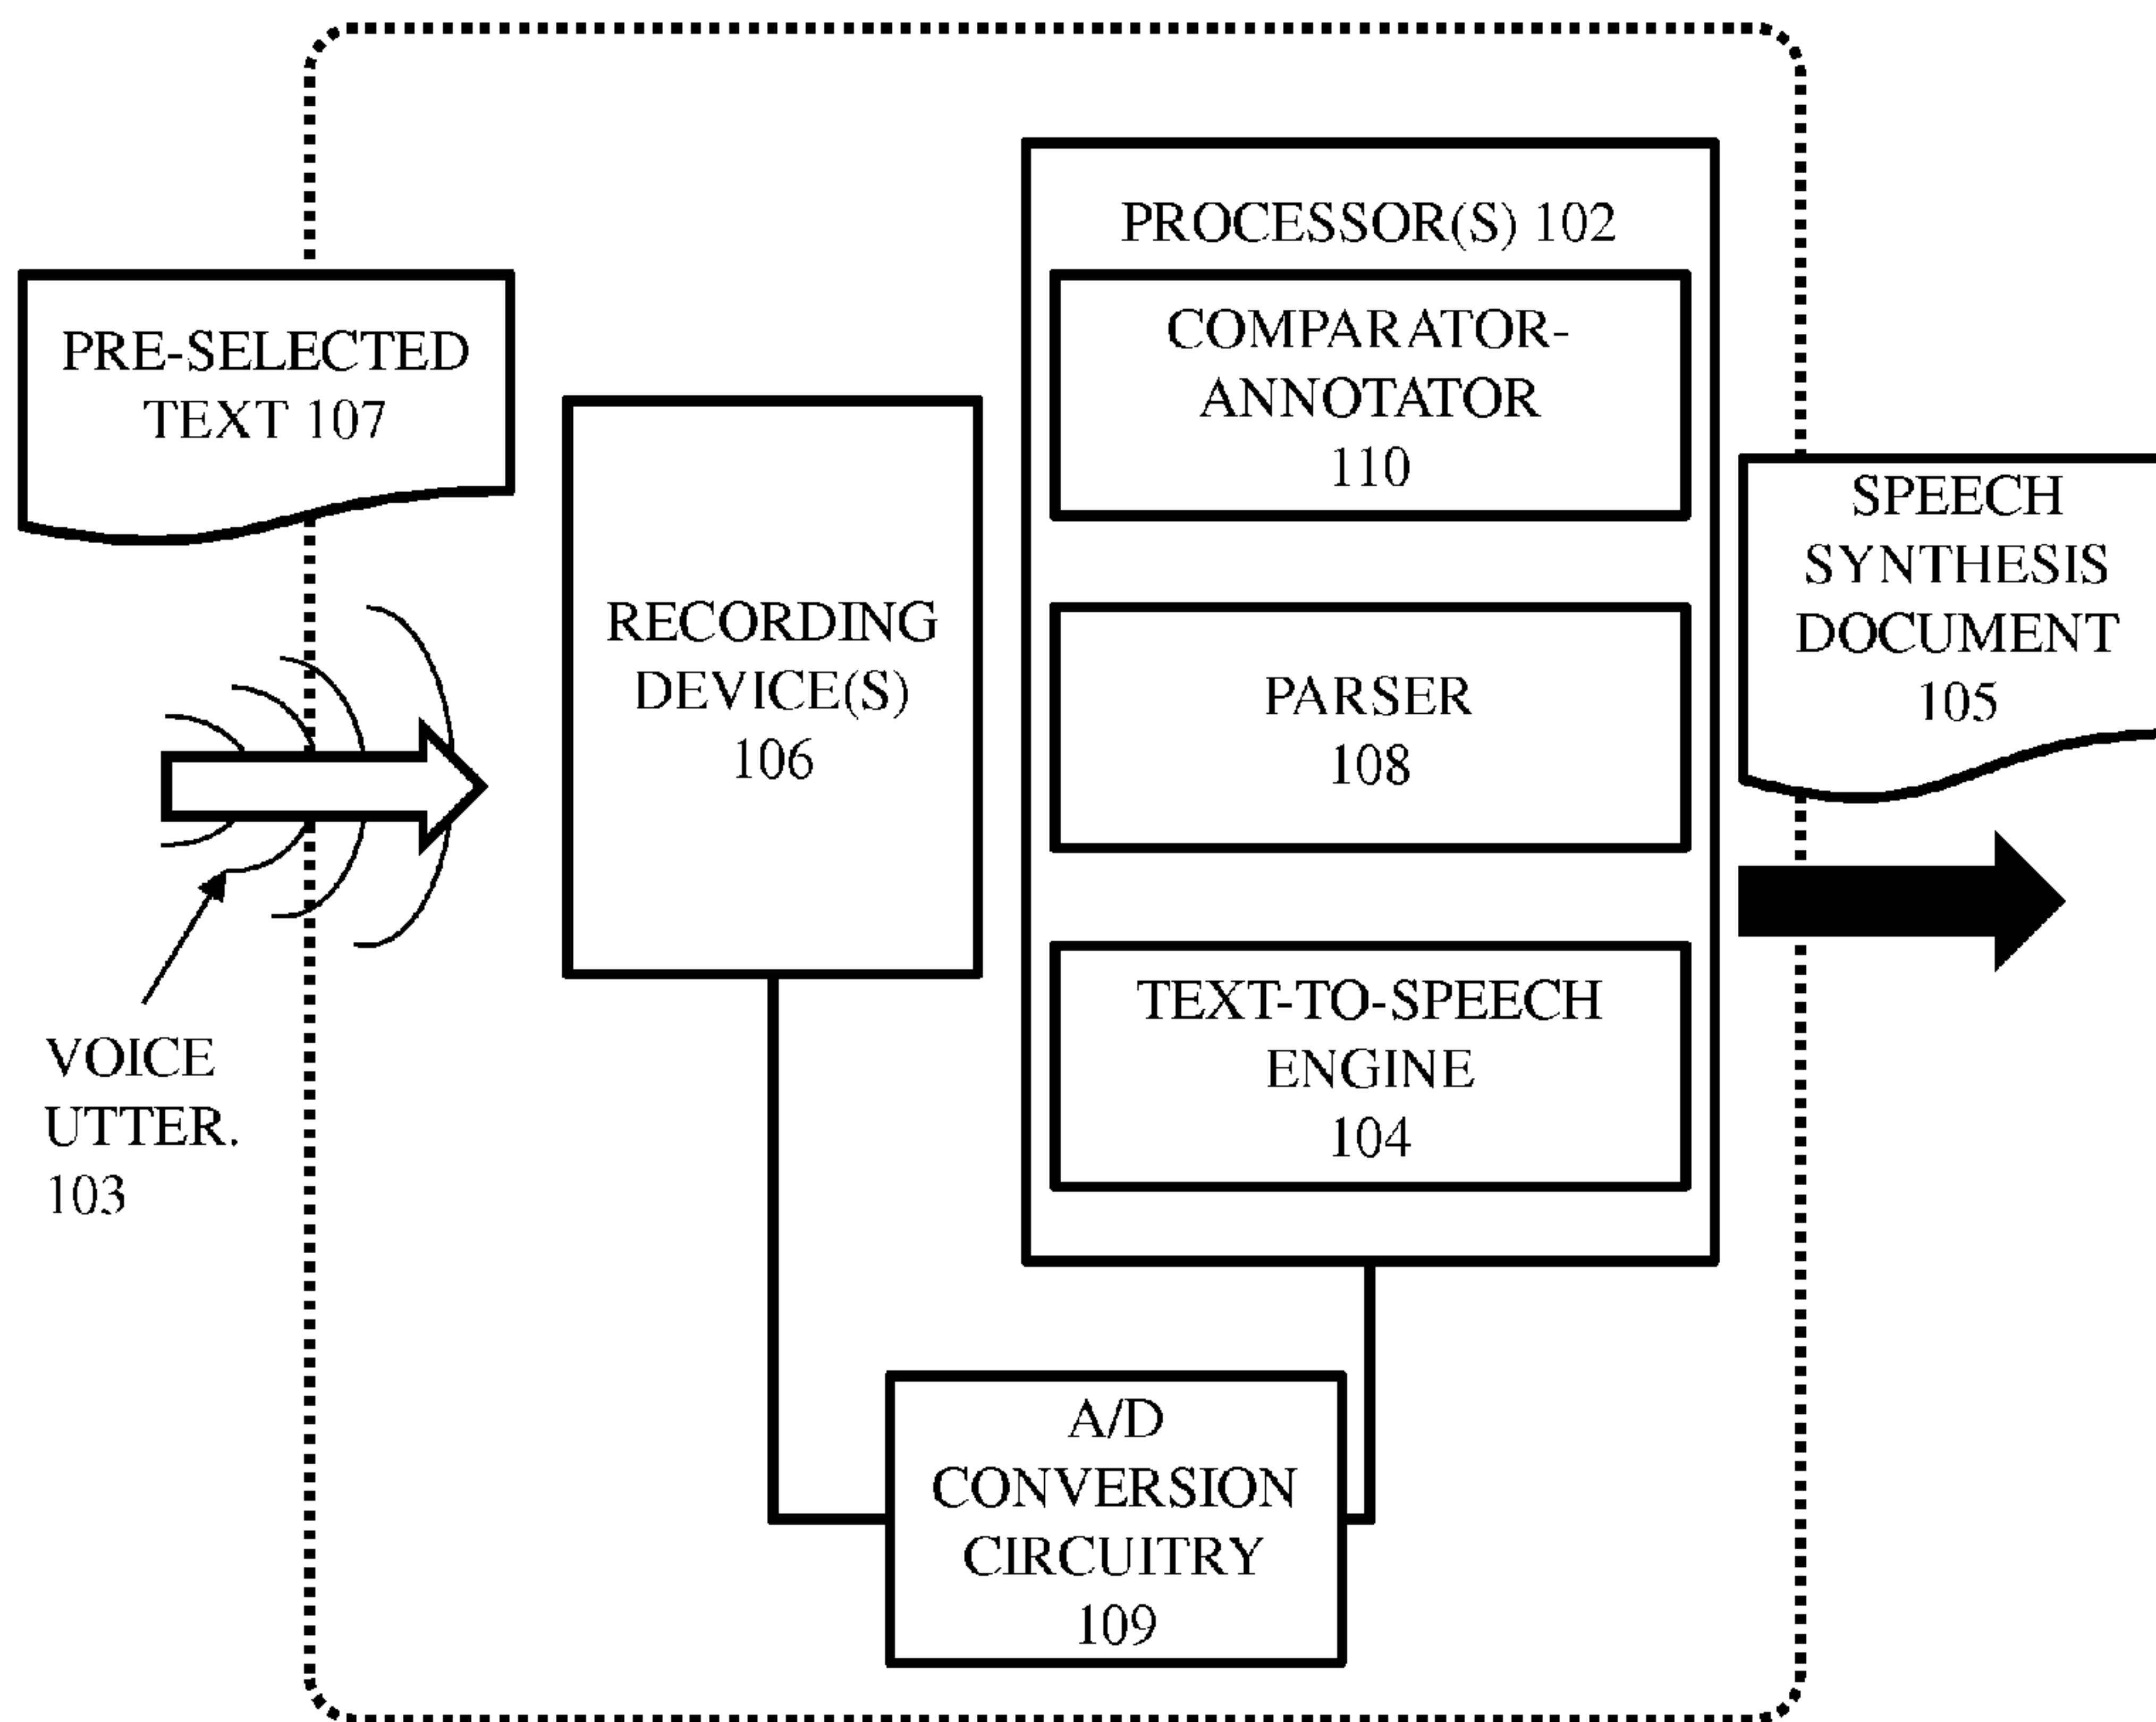 PRE-SELECTED
TEXT 107
VOICE
UTTER.
103
RECORDING
DEVICE(S)
106
PROCESSOR(S) 102
COMPARATOR-
ANNOTATOR
110
PARSER
108
TEXT-TO-SPEECH
ENGINE
104
A/D
CONVERSION
CIRCUITRY
109
SPEECH
SYNTHESIS
DOCUMENT
105